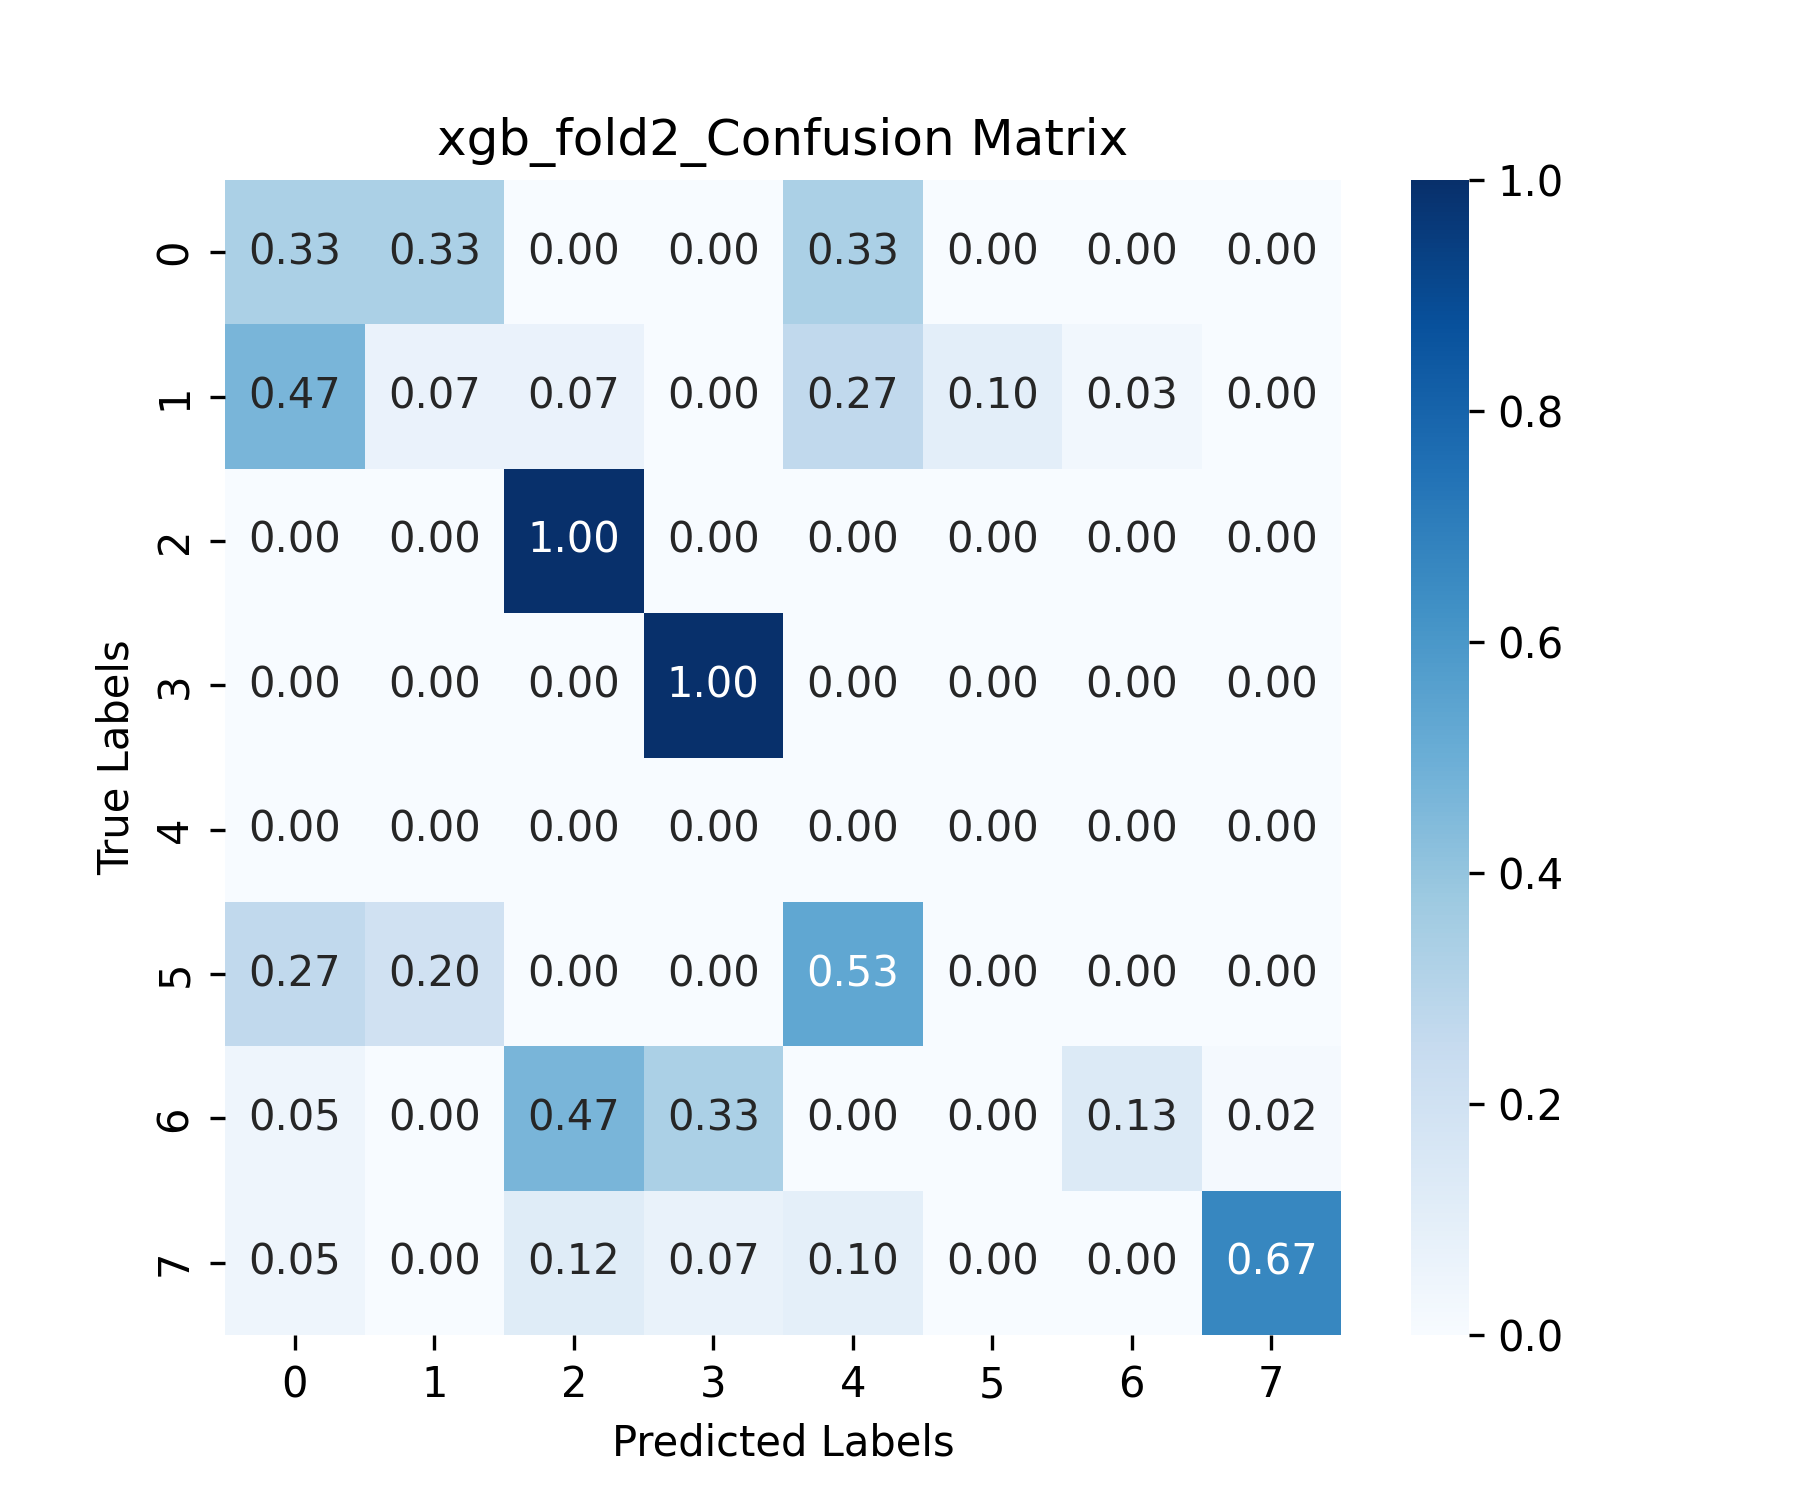 xgb_fold2_Confusion Matrix
0 0.33 0.33 0.00 0.00 0.33 0.00 0.00 0.00
1 0.47 0.07 0.07 0.00 0.27 0.10 0.03 0.00
2 0.00 0.00 1.00 0.00 0.00 0.00 0.00 0.00
3 0.00 0.00 0.00 1.00 0.00 0.00 0.00 0.00
4 0.00 0.00 0.00 0.00 0.00 0.00 0.00 0.00
5 0.27 0.20 0.00 0.00 0.53 0.00 0.00 0.00
6 0.05 0.00 0.47 0.33 0.00 0.00 0.13 0.02
7 0.05 0.00 0.12 0.07 0.10 0.00 0.00 0.67
0 1 2 3 4 5 6 7
Predicted Labels
True Labels
1.0
0.8
0.6
0.4
0.2
0.0